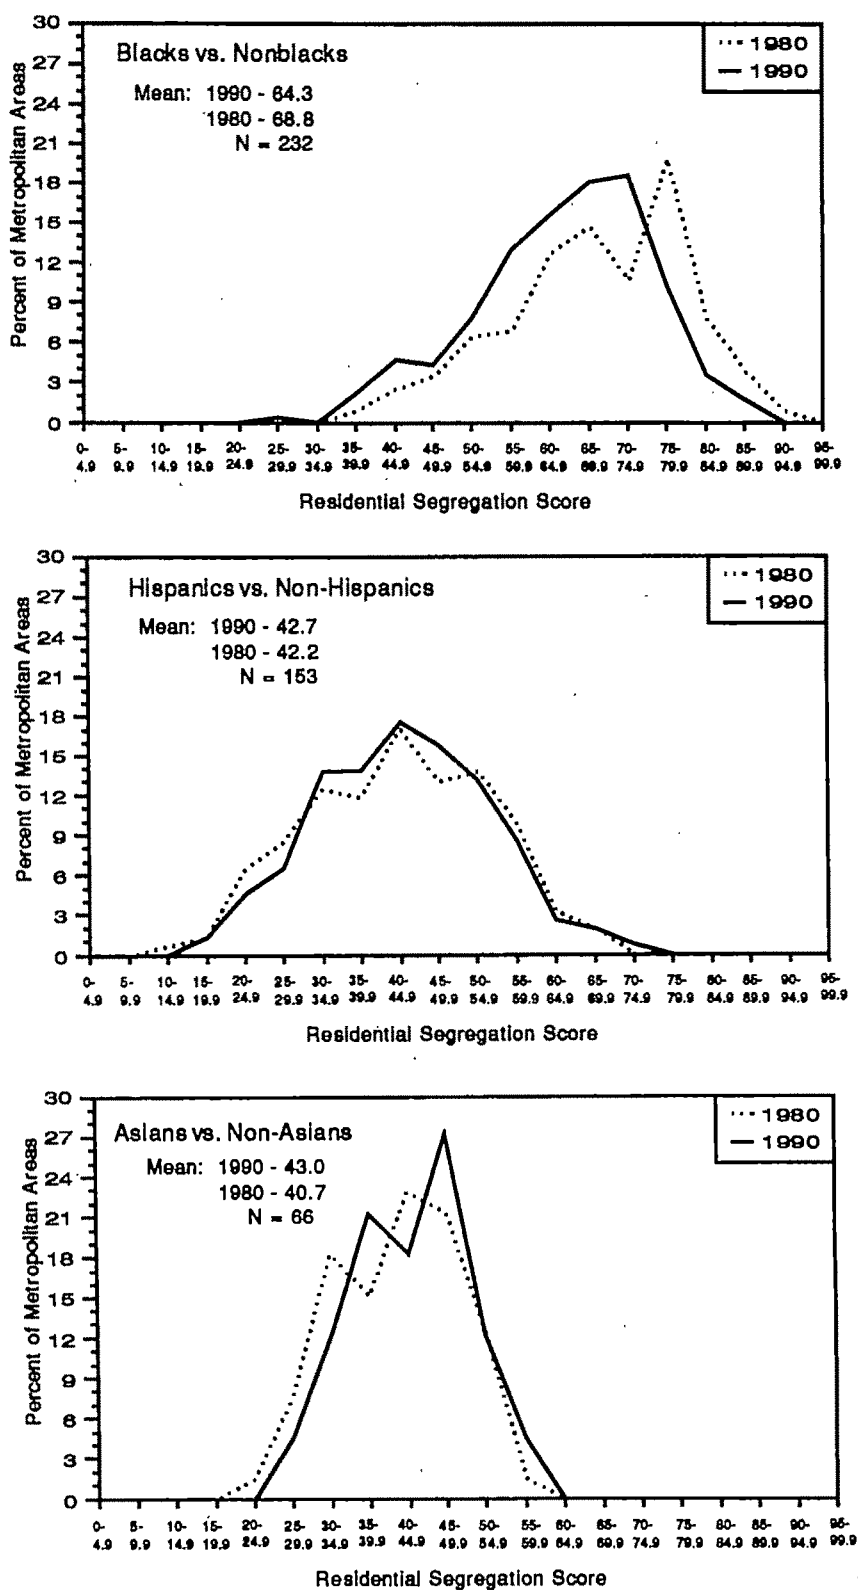 30
27
24
21
18
15
12
9
6
3
0
Percent of Metropolitan Areas
Blacks vs. Nonblacks
Mean: 1990 - 64.3
1980 - 68.8
N = 232
1980
1990
0- 5- 10- 15- 20- 25- 30- 35- 40- 45- 50- 55- 60- 65- 70- 75- 80- 85- 90- 95-
4.9 9.9 14.9 19.9 24.9 29.9 34.9 39.9 44.9 49.9 54.9 59.9 64.9 69.9 74.9 79.9 84.9 89.9 94.9 99.9
Residential Segregation Score
30
27
24
21
18
15
12
9
6
3
0
Percent of Metropolitan Areas
Hispanics vs. Non-Hispanics
Mean: 1990 - 42.7
1980 - 42.2
N = 153
1980
1990
0- 5- 10- 15- 20- 25- 30- 35- 40- 45- 50- 55- 60- 65- 70- 75- 80- 85- 90- 95-
4.9 9.9 14.9 19.9 24.9 29.9 34.9 39.9 44.9 49.9 54.9 59.9 64.9 69.9 74.9 79.9 84.9 89.9 94.9 99.9
Residential Segregation Score
30
27
24
21
18
15
12
9
6
3
0
Percent of Metropolitan Areas
Asians vs. Non-Asians
Mean: 1990 - 43.0
1980 - 40.7
N = 66
1980
1990
0- 5- 10- 15- 20- 25- 30- 35- 40- 45- 50- 55- 60- 65- 70- 75- 80- 85- 90- 95-
4.9 9.9 14.9 19.9 24.9 29.9 34.9 39.9 44.9 49.9 54.9 59.9 64.9 69.9 74.9 79.9 84.9 89.9 94.9 99.9
Residential Segregation Score